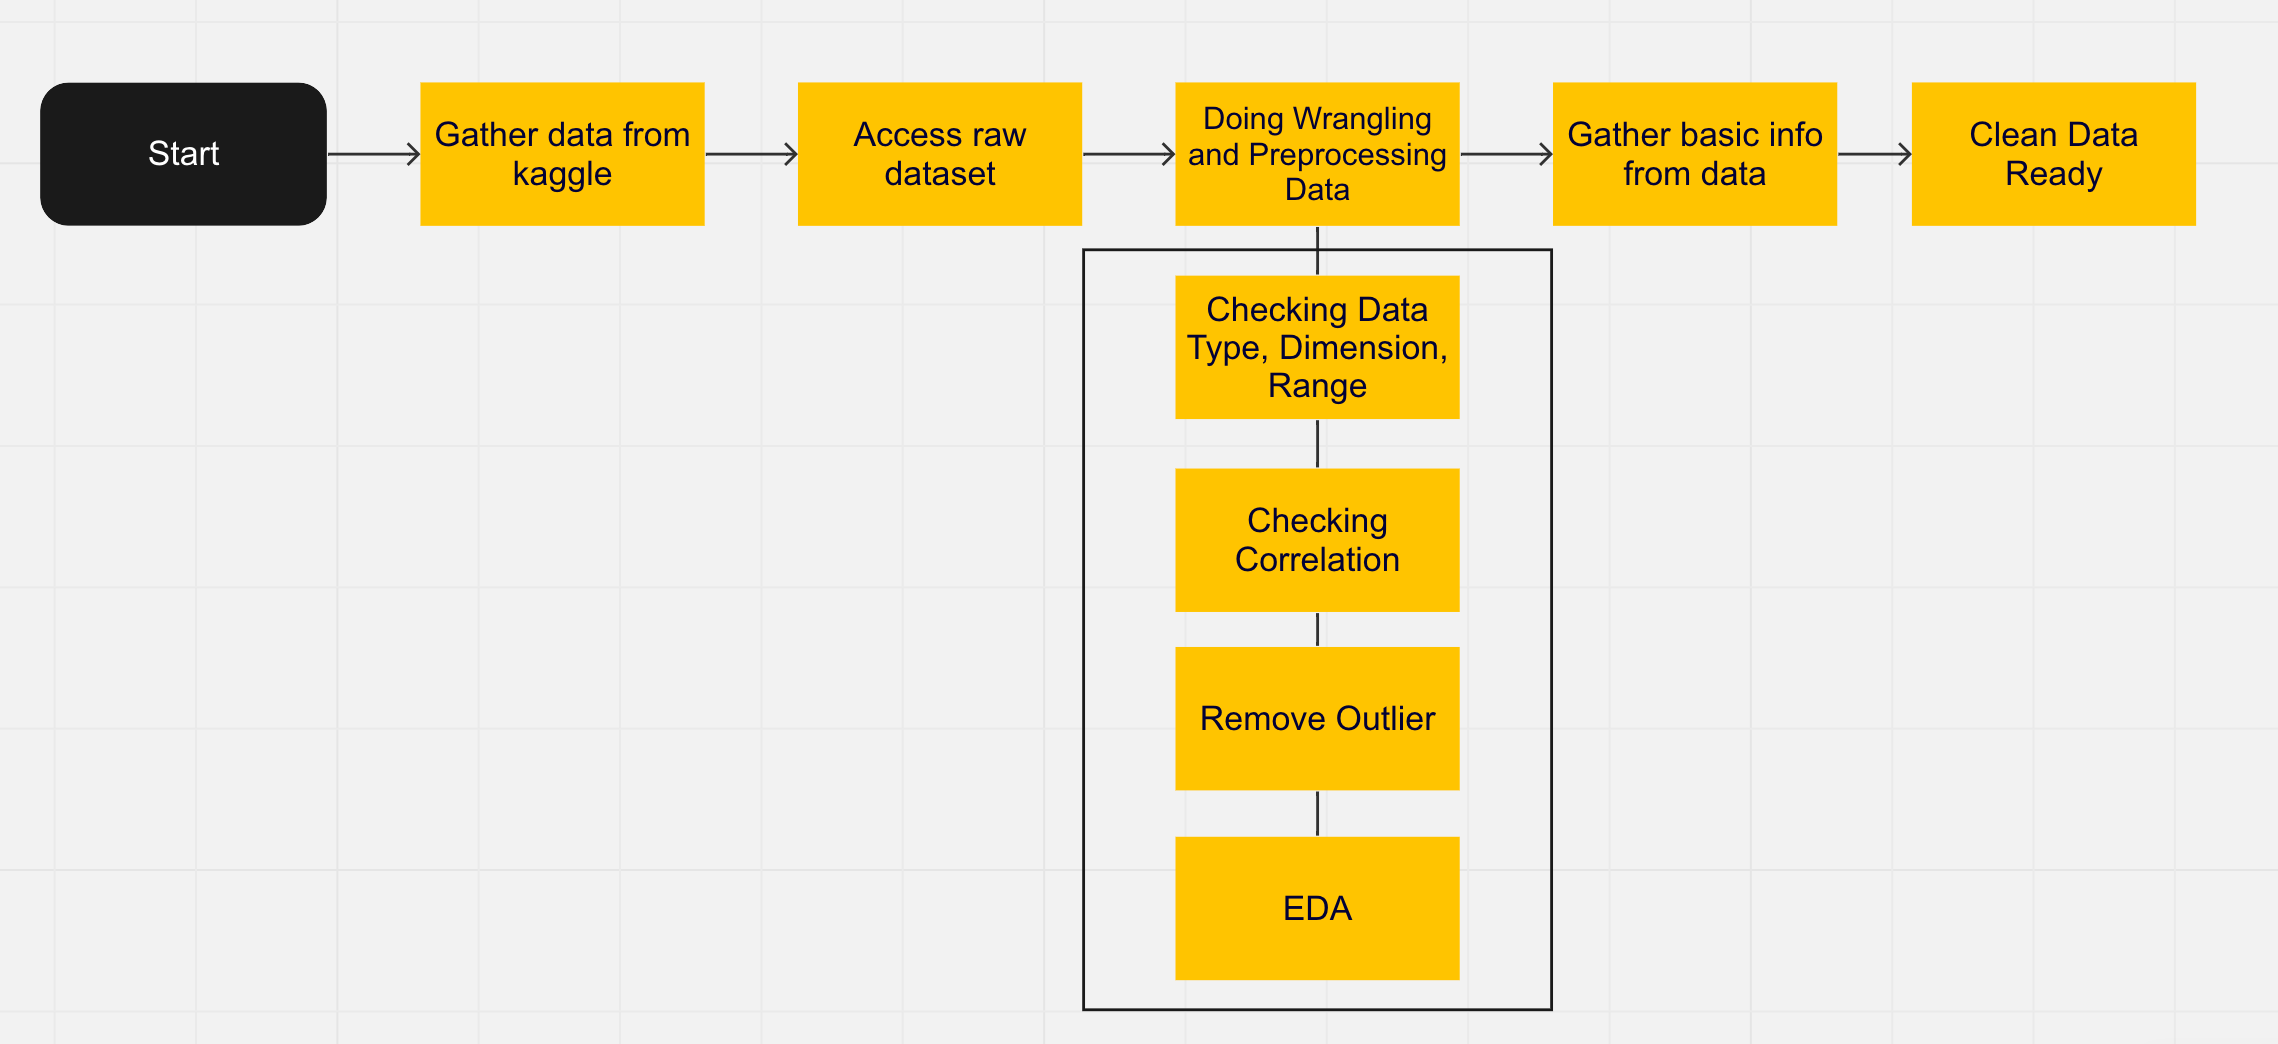 Start
Gather data from
kaggle
Access raw
dataset
Doing Wrangling
and Preprocessing
Data
Gather basic info
from data
Clean Data
Ready
Checking Data
Type, Dimension,
Range
Checking
Correlation
Remove Outlier
EDA